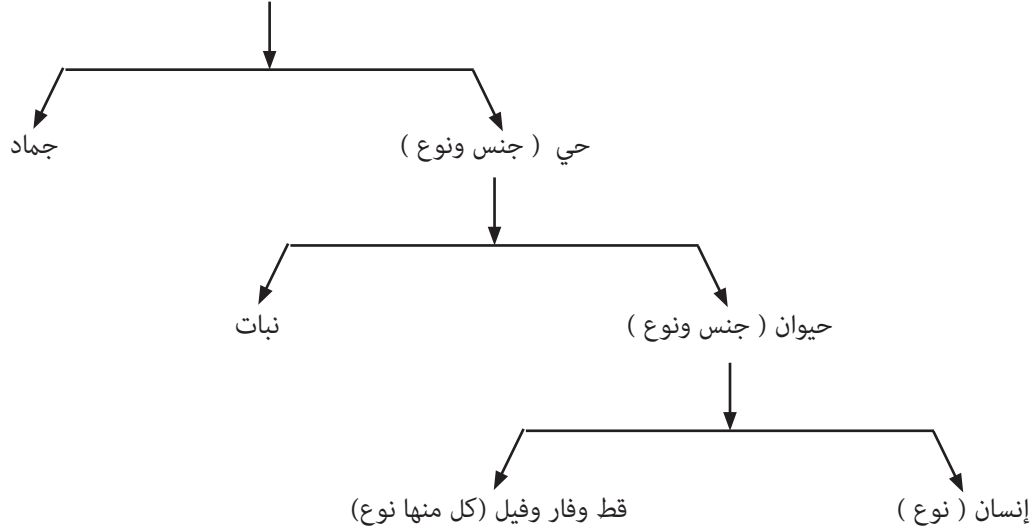 حي ( جنس ونوع )
جماد
حيوان ( جنس ونوع )
نبات
إنسان ( نوع )
قط وفار وفيل (كل منها نوع)